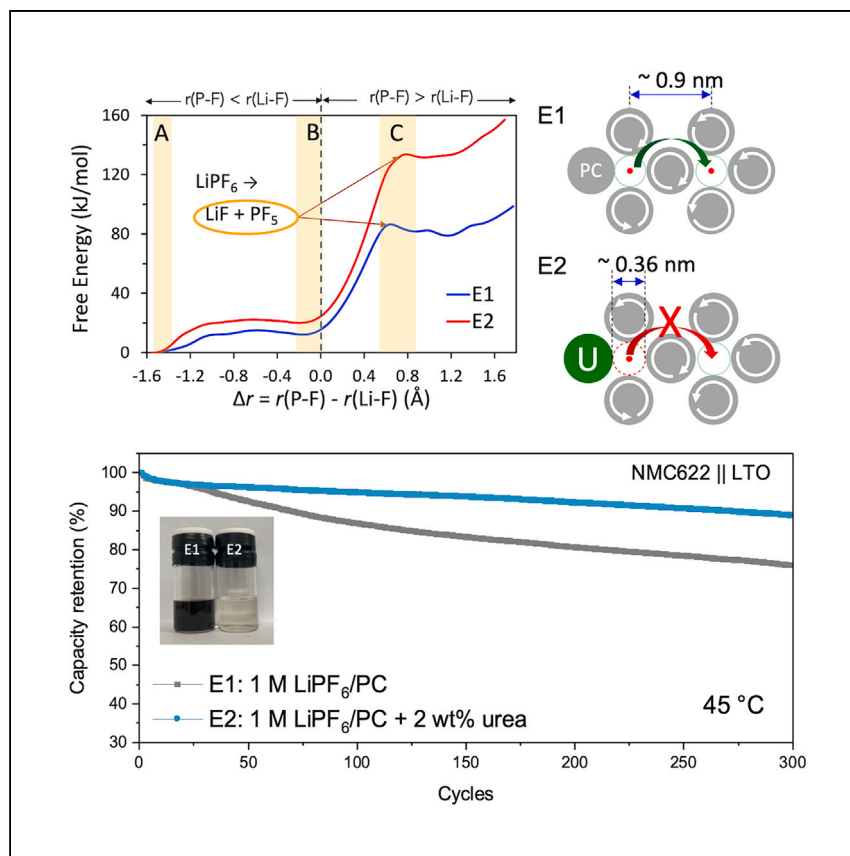 r(P-F) < r(Li-F)
r(P-F) > r(Li-F)
160
120
80
40
0
Free Energy (kJ/mol)
A
B
C
LiPF₆ →
LiF + PF₅
E1
E2
-1.6
-1.2
-0.8
-0.4
0.0
0.4
0.8
1.2
1.6
Δr = r(P-F) - r(Li-F) (Å)
~ 0.9 nm
E1
PC
E2
~ 0.36 nm
X
U
NMC622 || LTO
100
90
80
70
60
50
40
30
Capacity retention (%)
E1 E2
E1: 1 M LiPF₆/PC
E2: 1 M LiPF₆/PC + 2 wt% urea
45 °C
0
50
100
150
200
250
300
Cycles